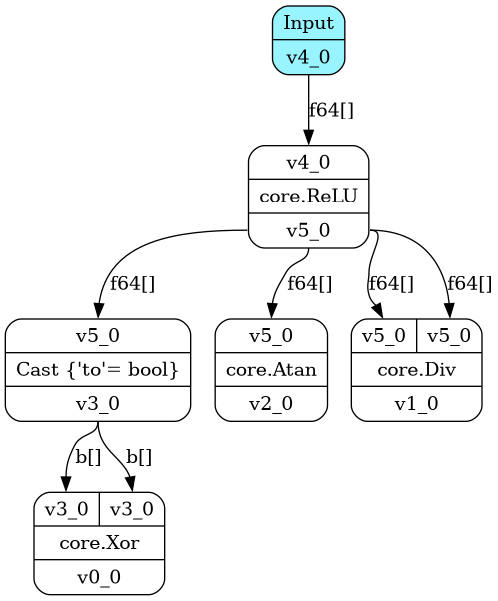 Input
v4_0
f64[]
v4_0
core.ReLU
v5_0
f64[] f64[] f64[] f64[]
v5_0 v5_0 v5_0 v5_0
Cast {'to'= bool} core.Atan core.Div
v3_0 v2_0 v1_0
b[] b[]
v3_0 v3_0
core.Xor
v0_0